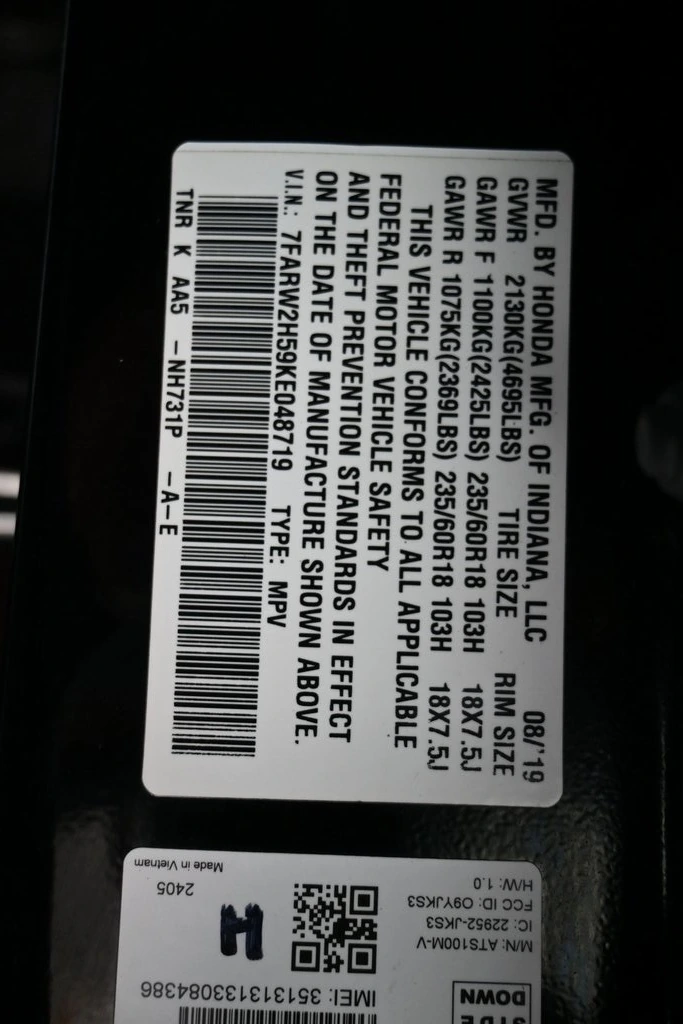 MFD. BY HONDA MFG. OF INDIANA, LLC 08/'19
GVWR 2130KG(4695LBS) TIRE SIZE RIM SIZE
GAWR F 1100KG(2425LBS) 235/60R18 103H 18X7.5J
GAWR R 1075KG(2369LBS) 235/60R18 103H 18X7.5J
THIS VEHICLE CONFORMS TO ALL APPLICABLE
FEDERAL MOTOR VEHICLE SAFETY
AND THEFT PREVENTION STANDARDS IN EFFECT
ON THE DATE OF MANUFACTURE SHOWN ABOVE.
V.I.N.: 7FARW2H59KE048719 TYPE: MPV
TNR K AA5 -NH731P -A-E
SIDE
DOWN
IMEI: 351313133084386
M/N: ATS100M-V
IC: 22952-JKS3
FCC ID: O9YJKS3
H/W: 1.0
H
2405
Made in Vietnam